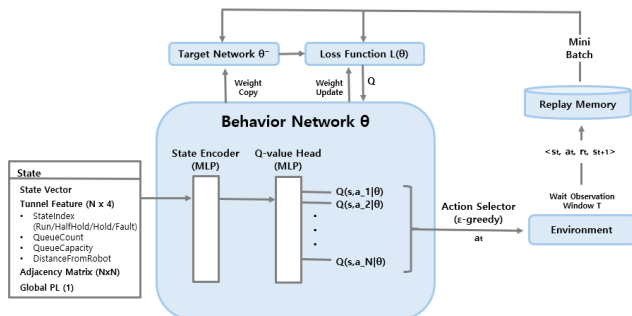 Target Network θ⁻
Loss Function L(θ)
Mini
Batch
Weight
Copy
Weight
Update
Q
Replay Memory
Behavior Network θ
<st, at, rt, st+1>
State Encoder
(MLP)
Q-value Head
(MLP)
State
State Vector
Tunnel Feature (N x 4)
• StateIndex
(Run/HalfHold/Hold/Fault)
• QueueCount
• QueueCapacity
• DistanceFromRobot
Adjacency Matrix (NxN)
Global PL (1)
Q(s,a_1|θ)
Q(s,a_2|θ)
Q(s,a_N|θ)
Action Selector
(ε-greedy)
at
Wait Observation
Window T
Environment